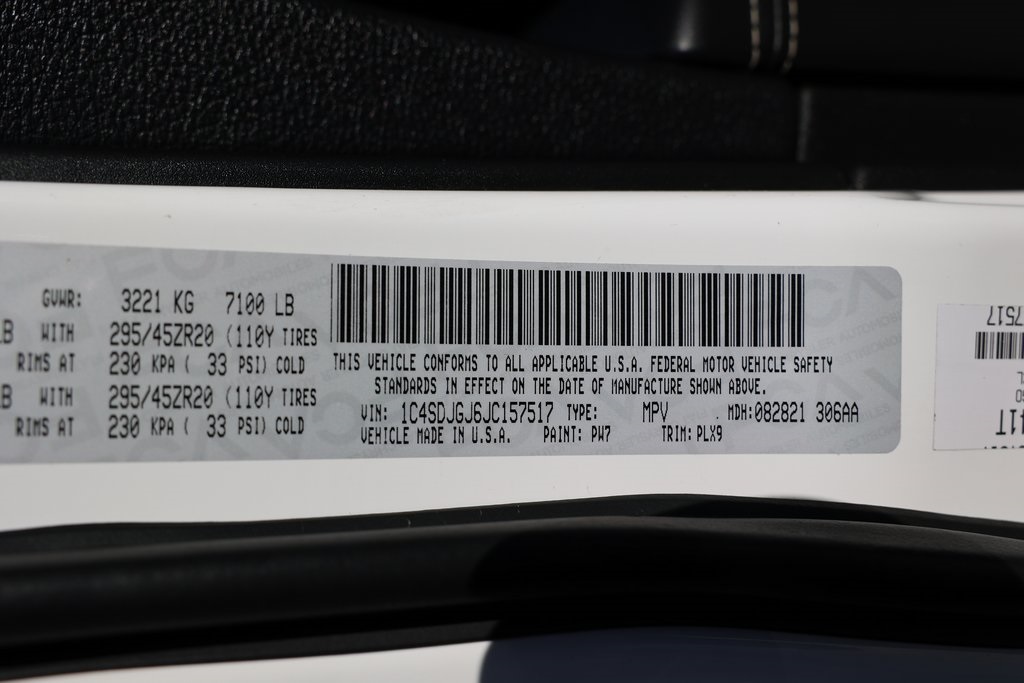 GVWR: 3221 KG 7100 LB
LB WITH 295/45ZR20 (110Y TIRES
RIMS AT 230 KPA ( 33 PSI) COLD
LB WITH 295/45ZR20 (110Y TIRES
RIMS AT 230 KPA ( 33 PSI) COLD
THIS VEHICLE CONFORMS TO ALL APPLICABLE U.S.A. FEDERAL MOTOR VEHICLE SAFETY
STANDARDS IN EFFECT ON THE DATE OF MANUFACTURE SHOWN ABOVE.
VIN: 1C4SDJGJ6JC157517 TYPE: MPV . MDH:082821 306AA
VEHICLE MADE IN U.S.A. PAINT: PW7 TRIM: PLX9
7517